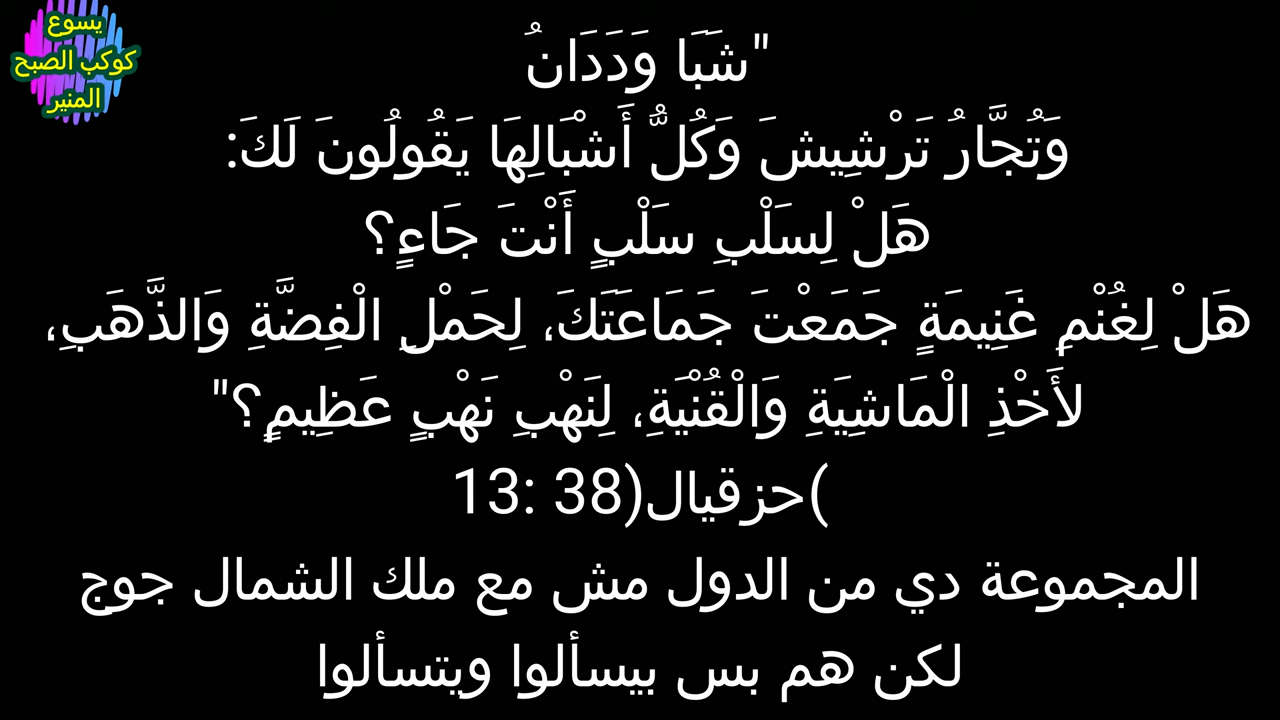 يسوع
كوكب الصبح
المنير
"شَبَا وَدَدَانُ
وَتُجَّارُ تَرْشِيشَ وَكُلُّ أَشْبَالِهَا يَقُولُونَ لَكَ:
هَلْ لِسَلْبِ سَلْبٍ أَنْتَ جَاءٍ؟
هَلْ لِغُنْمِ غَنِيمَةٍ جَمَعْتَ جَمَاعَتَكَ، لِحَمْلِ الْفِضَّةِ وَالذَّهَبِ،
لأَخْذِ الْمَاشِيَةِ وَالْقُنْيَةِ، لِنَهْبِ نَهْبٍ عَظِيمٍ؟"
)حزقيال(38 :13
المجموعة دي من الدول مش مع ملك الشمال جوج
لكن هم بس بيسألوا ويتسألوا